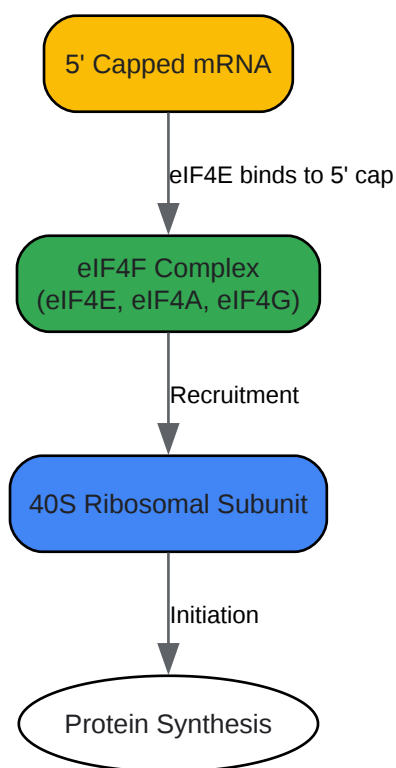 5' Capped mRNA
eIF4E binds to 5' cap
eIF4F Complex
(eIF4E, eIF4A, eIF4G)
Recruitment
40S Ribosomal Subunit
Initiation
Protein Synthesis